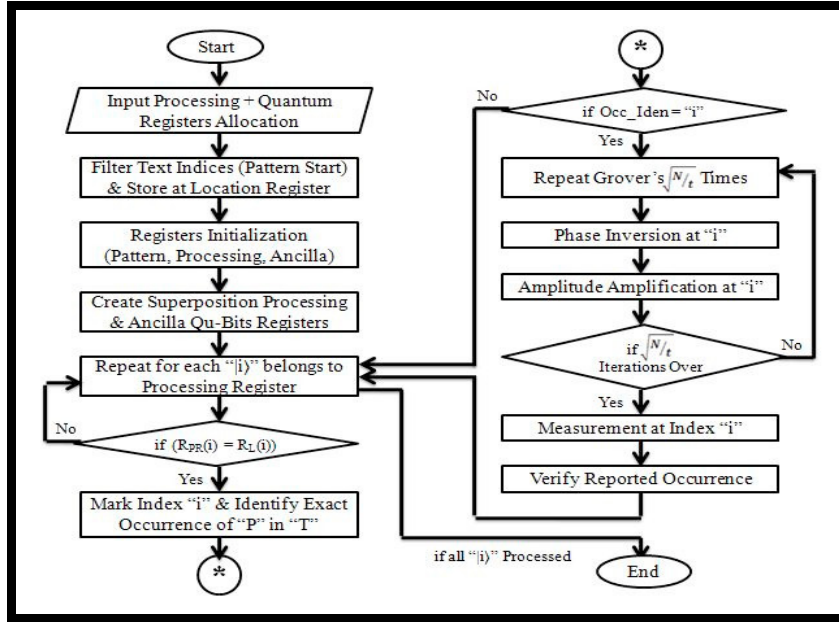 Start
Input Processing + Quantum
Registers Allocation
Filter Text Indices (Pattern Start)
& Store at Location Register
Registers Initialization
(Pattern, Processing, Ancilla)
Create Superposition Processing
& Ancilla Qu-Bits Registers
Repeat for each “|i⟩” belongs to
Processing Register
No
if (R_PR(i) = R_L(i))
Yes
Mark Index “i” & Identify Exact
Occurrence of “P” in “T”
*
*
No
if Occ_Iden = “i”
Yes
Repeat Grover’s √N/t Times
Phase Inversion at “i”
Amplitude Amplification at “i”
if √N/t
Iterations Over
No
Yes
Measurement at Index “i”
Verify Reported Occurrence
if all “|i⟩” Processed
End